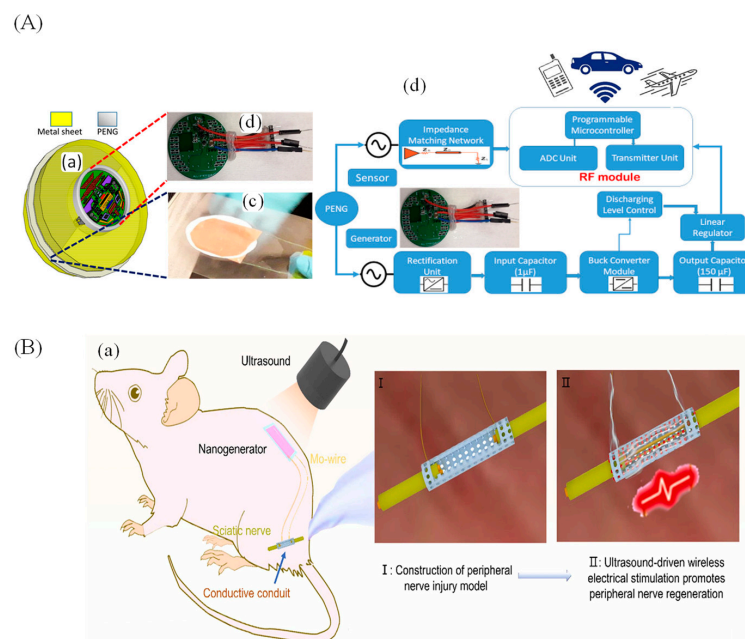 (A)
Metal sheet
PENG
(a)
(d)
(c)
(d)
Impedance
Matching Network
Programmable
Microcontroller
ADC Unit
Transmitter Unit
RF module
Sensor
PENG
Generator
Discharging
Level Control
Linear
Regulator
Rectification
Unit
Input Capacitor
(1μF)
Buck Converter
Module
Output Capacitor
(150 μF)
(B)
(a)
Ultrasound
Nanogenerator
Mo-wire
Sciatic nerve
Conductive conduit
I
II
I : Construction of peripheral
nerve injury model
II: Ultrasound-driven wireless
electrical stimulation promotes
peripheral nerve regeneration